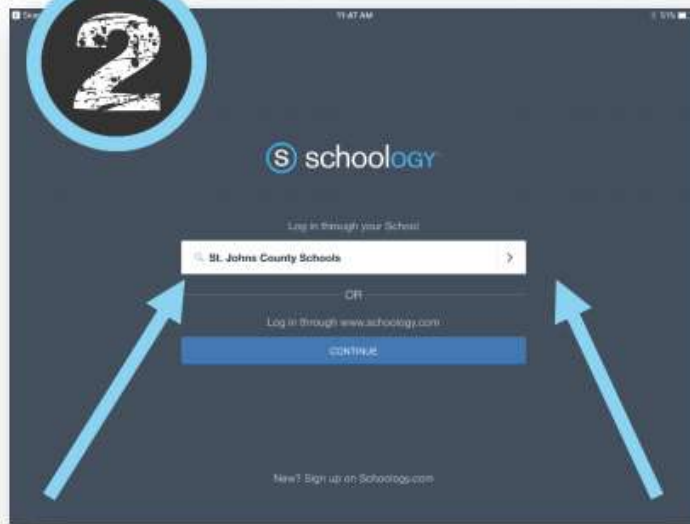 2
11:47 AM
S schoology
Log in through your School
St. Johns County Schools
OR
Log in through www.schoology.com
CONTINUE
New? Sign up on Schoology.com